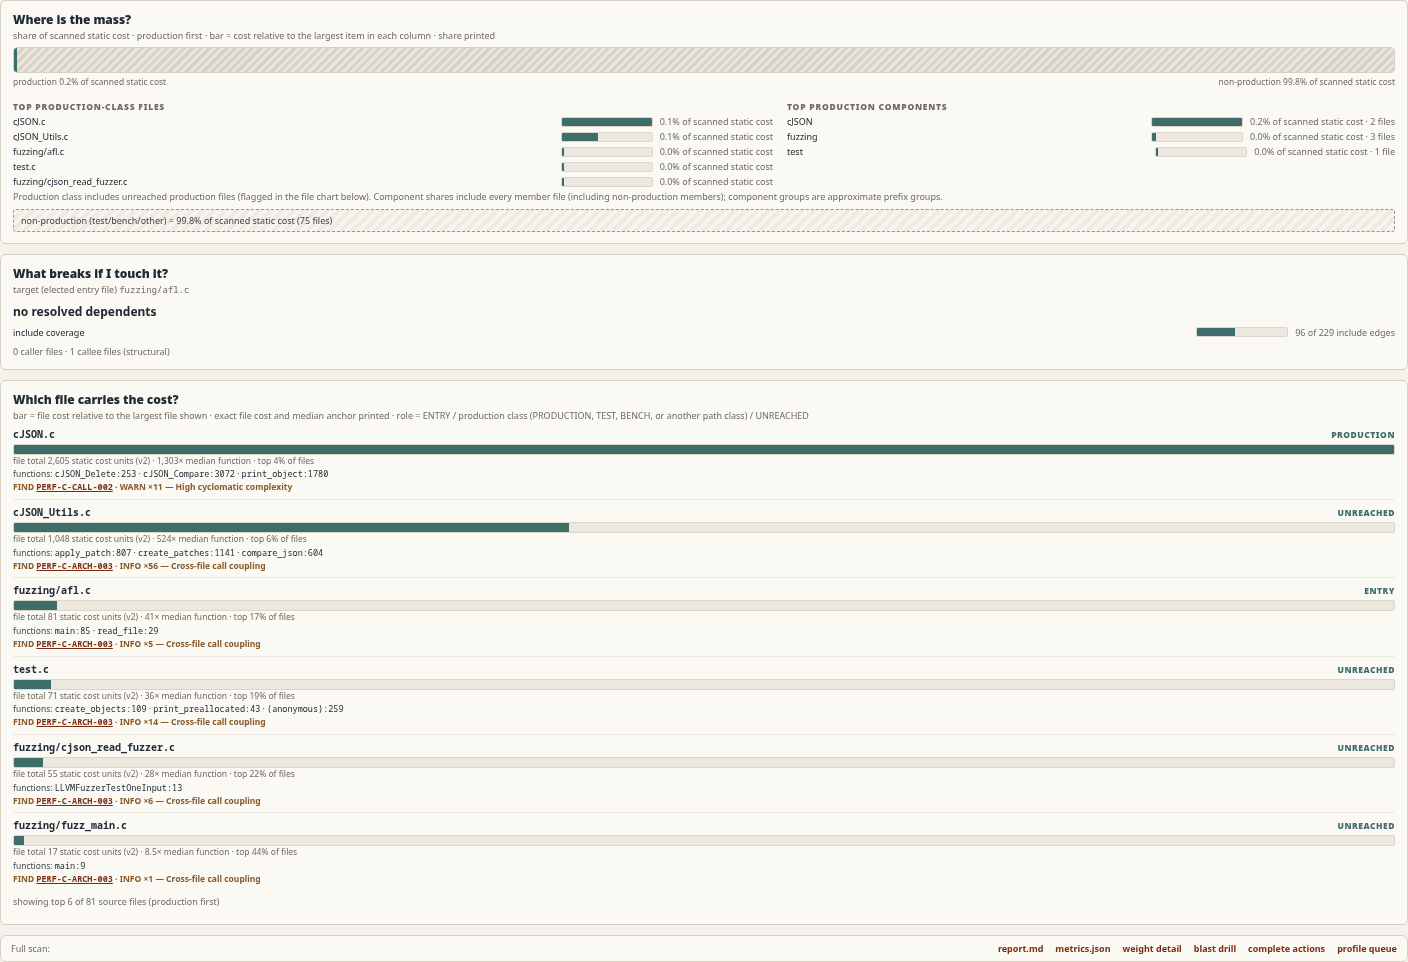 Where is the mass?
share of scanned static cost · production first · bar = cost relative to the largest item in each column · share printed
production 0.2% of scanned static cost
non-production 99.8% of scanned static cost
TOP PRODUCTION-CLASS FILES
cJSON.c 0.1% of scanned static cost
cJSON_Utils.c 0.1% of scanned static cost
fuzzing/afl.c 0.0% of scanned static cost
test.c 0.0% of scanned static cost
fuzzing/cjson_read_fuzzer.c 0.0% of scanned static cost
TOP PRODUCTION COMPONENTS
cJSON 0.2% of scanned static cost · 2 files
fuzzing 0.0% of scanned static cost · 3 files
test 0.0% of scanned static cost · 1 file
Production class includes unreached production files (flagged in the file chart below). Component shares include every member file (including non-production members); component groups are approximate prefix groups.
non-production (test/bench/other) = 99.8% of scanned static cost (75 files)
What breaks if I touch it?
target (elected entry file) fuzzing/afl.c
no resolved dependents
include coverage 96 of 229 include edges
0 caller files · 1 callee files (structural)
Which file carries the cost?
bar = file cost relative to the largest file shown · exact file cost and median anchor printed · role = ENTRY / production class (PRODUCTION, TEST, BENCH, or another path class) / UNREACHED
cJSON.c PRODUCTION
file total 2,605 static cost units (v2) · 1,303× median function · top 4% of files
functions: cJSON_Delete:253 · cJSON_Compare:3072 · print_object:1780
FIND PERF-C-CALL-002 · WARN ×11 — High cyclomatic complexity
cJSON_Utils.c UNREACHED
file total 1,048 static cost units (v2) · 524× median function · top 6% of files
functions: apply_patch:807 · create_patches:1141 · compare_json:604
FIND PERF-C-ARCH-003 · INFO ×56 — Cross-file call coupling
fuzzing/afl.c ENTRY
file total 81 static cost units (v2) · 41× median function · top 17% of files
functions: main:85 · read_file:29
FIND PERF-C-ARCH-003 · INFO ×5 — Cross-file call coupling
test.c UNREACHED
file total 71 static cost units (v2) · 36× median function · top 19% of files
functions: create_objects:109 · print_preallocated:43 · (anonymous):259
FIND PERF-C-ARCH-003 · INFO ×14 — Cross-file call coupling
fuzzing/cjson_read_fuzzer.c UNREACHED
file total 55 static cost units (v2) · 28× median function · top 22% of files
functions: LLVMFuzzerTestOneInput:13
FIND PERF-C-ARCH-003 · INFO ×6 — Cross-file call coupling
fuzzing/fuzz_main.c UNREACHED
file total 17 static cost units (v2) · 8.5× median function · top 44% of files
functions: main:9
FIND PERF-C-ARCH-003 · INFO ×1 — Cross-file call coupling
showing top 6 of 81 source files (production first)
Full scan: report.md metrics.json weight detail blast drill complete actions profile queue